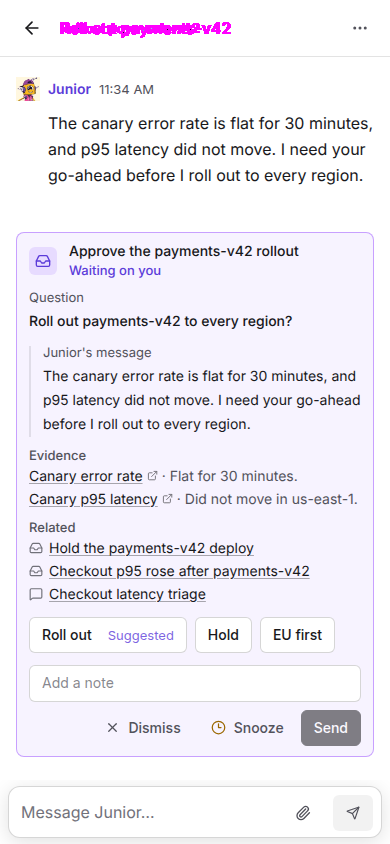 payments-v42
Junior 11:34 AM
The canary error rate is flat for 30 minutes,
and p95 latency did not move. I need your
go-ahead before I roll out to every region.
Approve the payments-v42 rollout
Waiting on you
Question
Roll out payments-v42 to every region?
Junior's message
The canary error rate is flat for 30 minutes, and
p95 latency did not move. I need your go-ahead
before I roll out to every region.
Evidence
Canary error rate · Flat for 30 minutes.
Canary p95 latency · Did not move in us-east-1.
Related
Hold the payments-v42 deploy
Checkout p95 rose after payments-v42
Checkout latency triage
Roll out Suggested Hold EU first
Add a note
Dismiss Snooze Send
Message Junior...